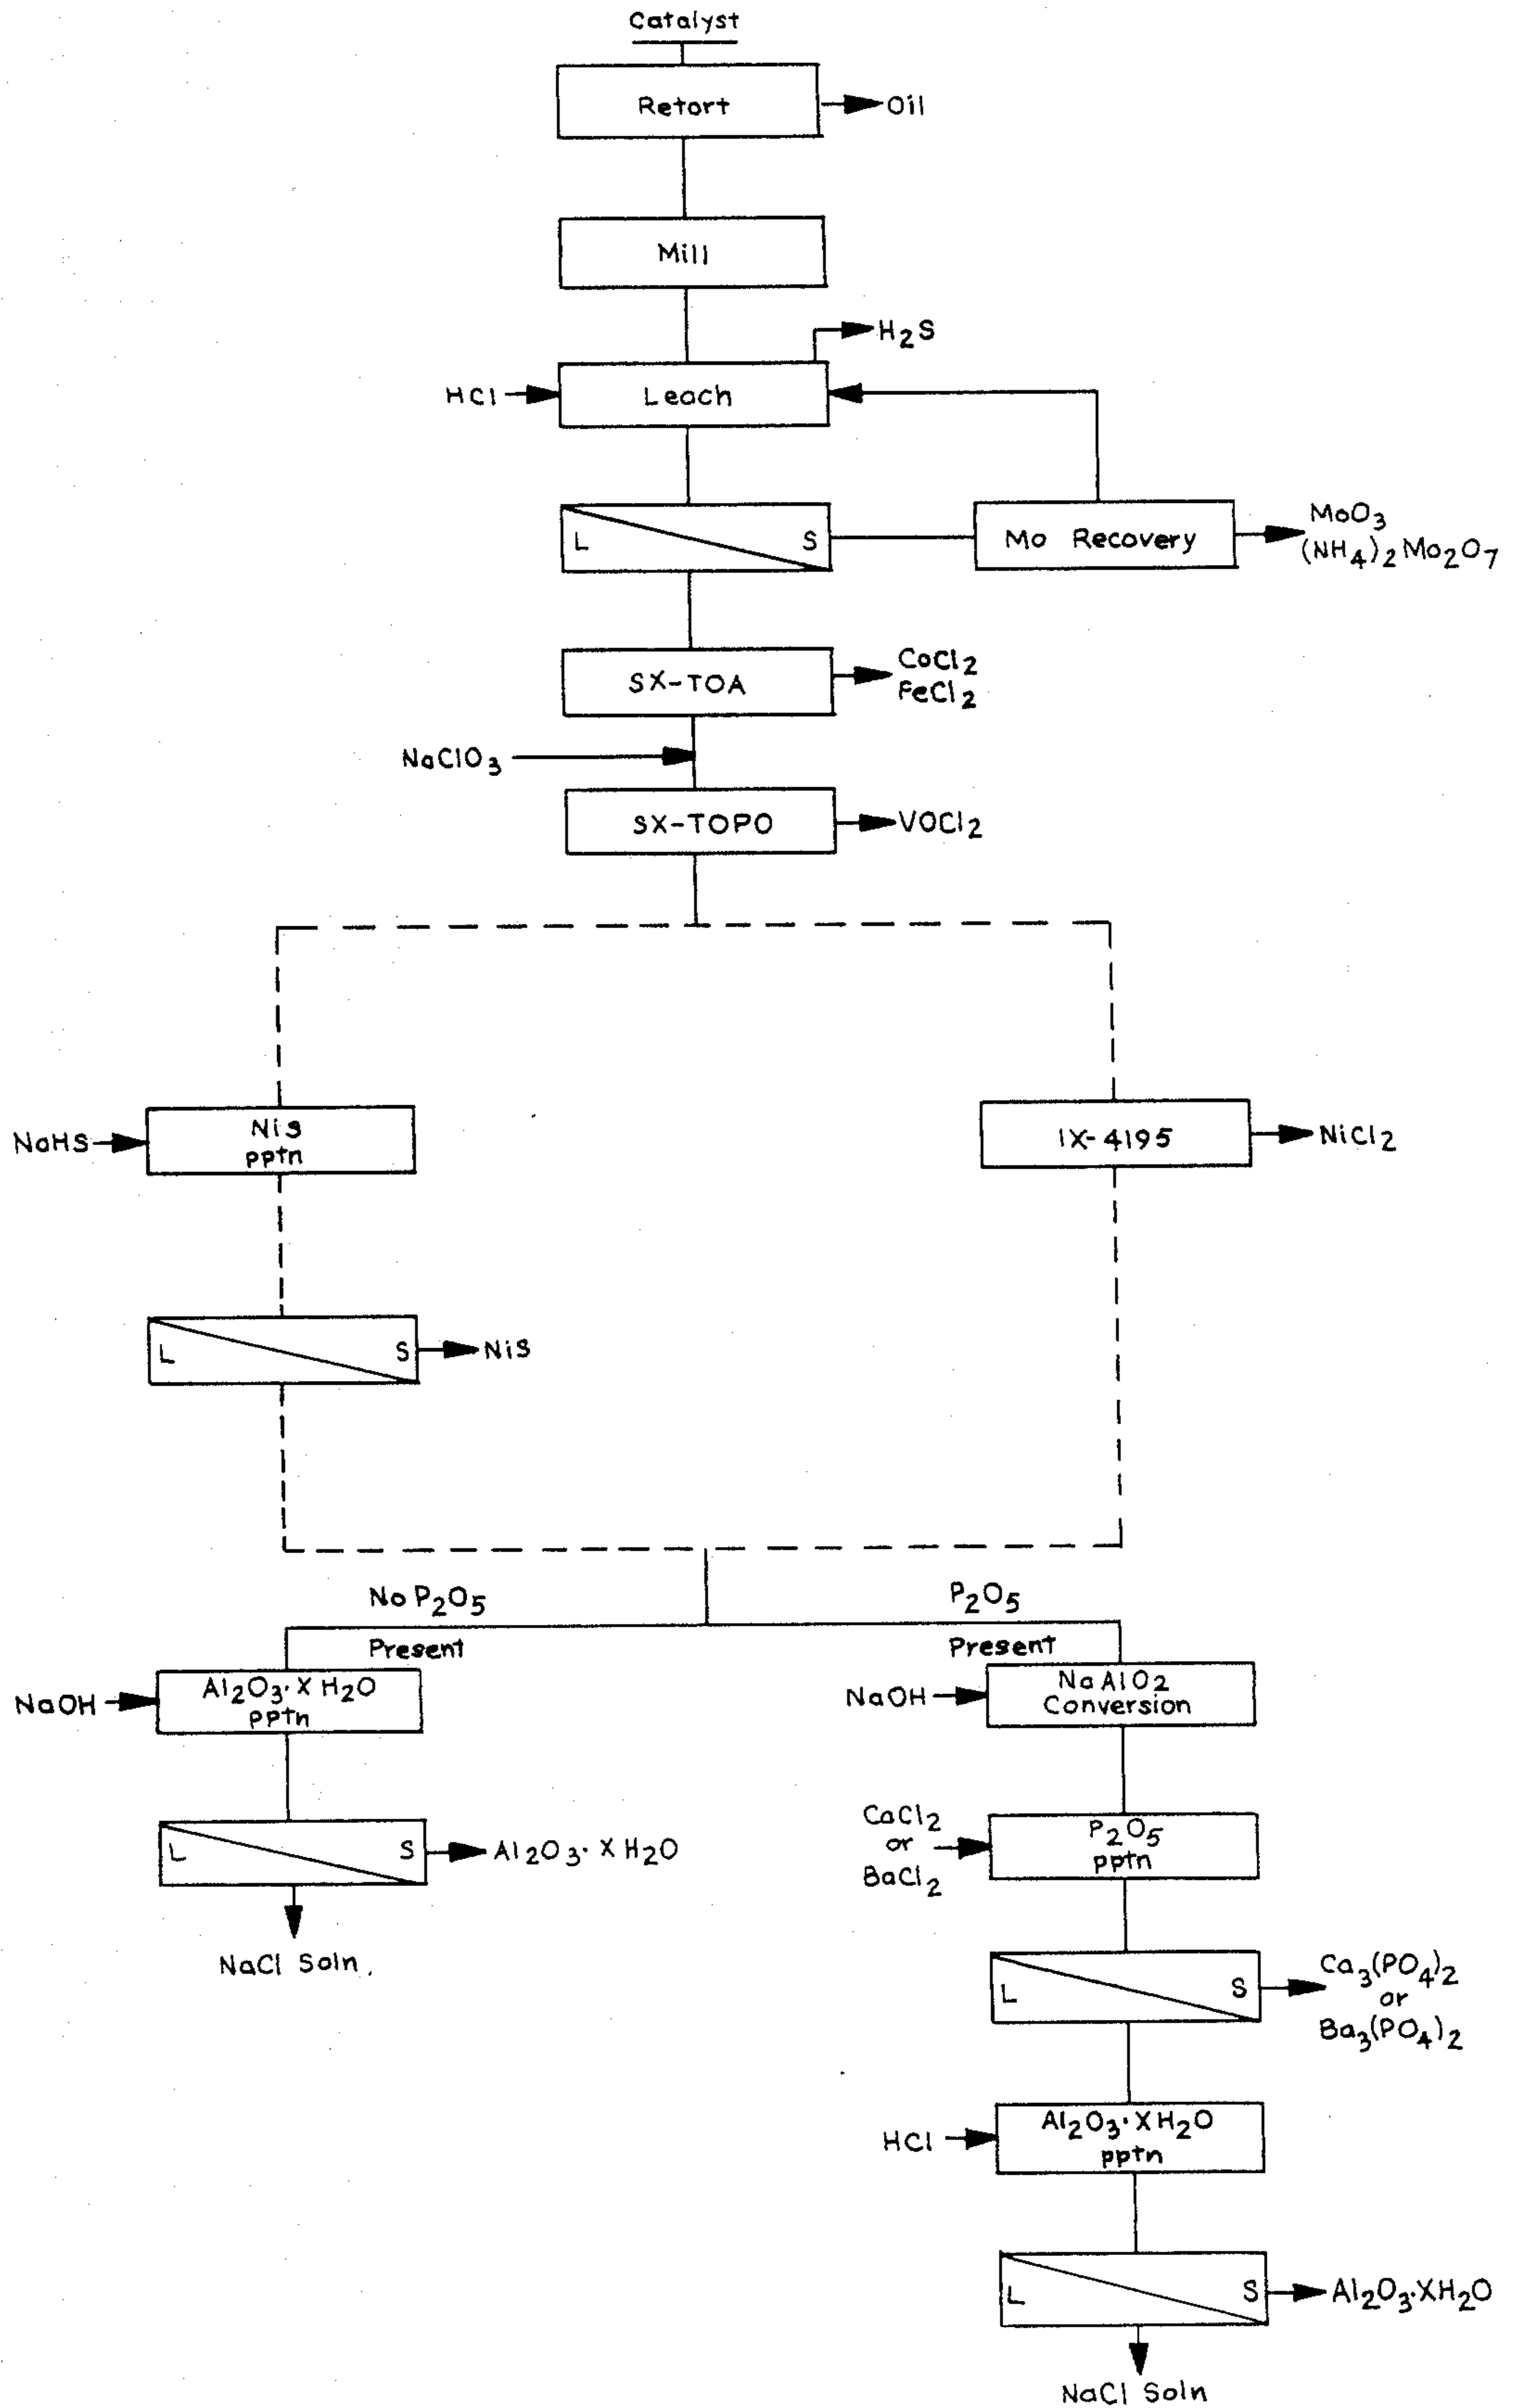 Catalyst
Retort
Oil
Mill
H₂S
HCl
Leach
L
S
Mo Recovery
MoO₃
(NH₄)₂Mo₂O₇
SX-TOA
CoCl₂
FeCl₂
NaClO₃
SX-TOPO
VOCl₂
NaHS
NiS
pptn
IX-4195
NiCl₂
L
S
NiS
No P₂O₅
Present
P₂O₅
Present
NaOH
Al₂O₃·XH₂O
pptn
NaOH
NaAlO₂
Conversion
L
S
Al₂O₃·XH₂O
NaCl Soln.
CaCl₂
or
BaCl₂
P₂O₅
pptn
L
S
Ca₃(PO₄)₂
or
Ba₃(PO₄)₂
HCl
Al₂O₃·XH₂O
pptn
L
S
Al₂O₃·XH₂O
NaCl Soln